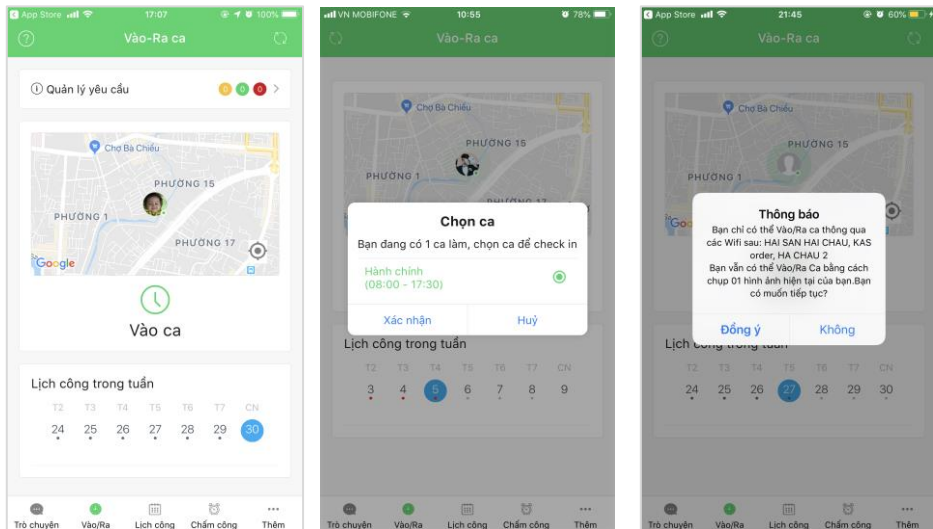 App Store 17:07 100%
Vào-Ra ca
Quản lý yêu cầu 0 0 0
Chợ Bà Chiểu
PHƯỜNG 15
PHƯỜNG 1
PHƯỜNG 17
Google
Vào ca
Lịch công trong tuần
T2 T3 T4 T5 T6 T7 CN
24 25 26 27 28 29 30
Trò chuyện Vào/Ra Lịch công Chấm công Thêm
VN MOBIFONE 10:55 78%
Vào-Ra ca
Chợ Bà Chiểu
PHƯỜNG 15
PHƯỜNG 1
Chọn ca
Bạn đang có 1 ca làm, chọn ca để check in
Hành chính
(08:00 - 17:30)
Xác nhận Huỷ
Lịch công trong tuần
T2 T3 T4 T5 T6 T7 CN
3 4 5 6 7 8 9
Trò chuyện Vào/Ra Lịch công Chấm công Thêm
App Store 21:45 60%
Vào-Ra ca
Chợ Bà Chiểu
PHƯỜNG 15
PHƯỜNG 1
Thông báo
Bạn chỉ có thể Vào/Ra ca thông qua
các Wifi sau: HAI SAN HAI CHAU, KAS
order, HA CHAU 2
Bạn vẫn có thể Vào/Ra Ca bằng cách
chụp 01 hình ảnh hiện tại của bạn.Bạn
có muốn tiếp tục?
Đồng ý Không
Lịch công trong tuần
T2 T3 T4 T5 T6 T7 CN
24 25 26 27 28 29 30
Trò chuyện Vào/Ra Lịch công Chấm công Thêm